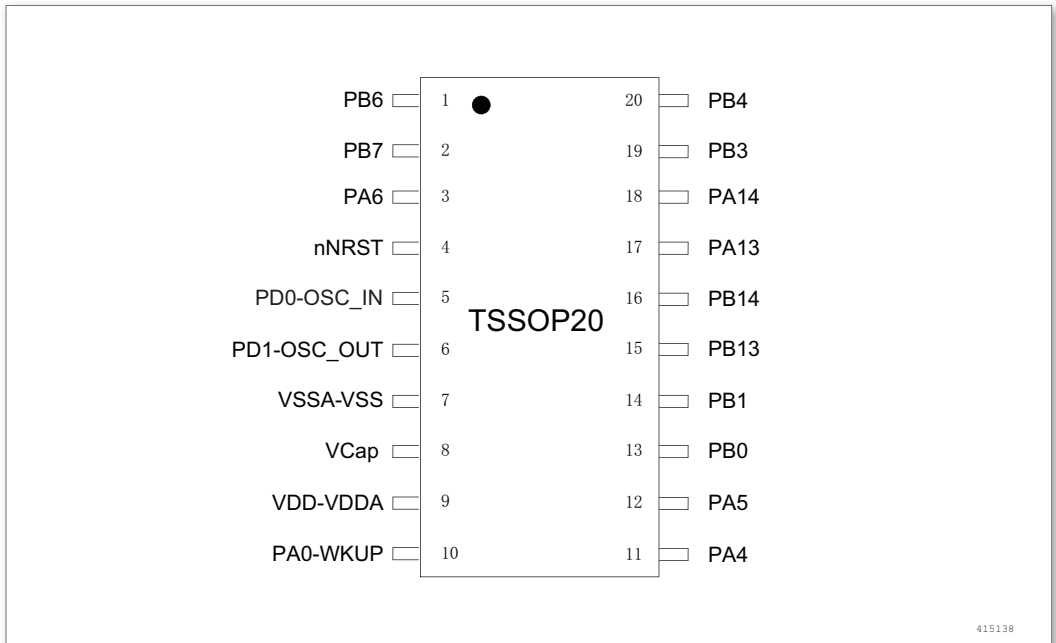 PB6 1 20 PB4
PB7 2 19 PB3
PA6 3 18 PA14
nNRST 4 17 PA13
PD0-OSC_IN 5 16 PB14
TSSOP20
PD1-OSC_OUT 6 15 PB13
VSSA-VSS 7 14 PB1
VCap 8 13 PB0
VDD-VDDA 9 12 PA5
PA0-WKUP 10 11 PA4
415138